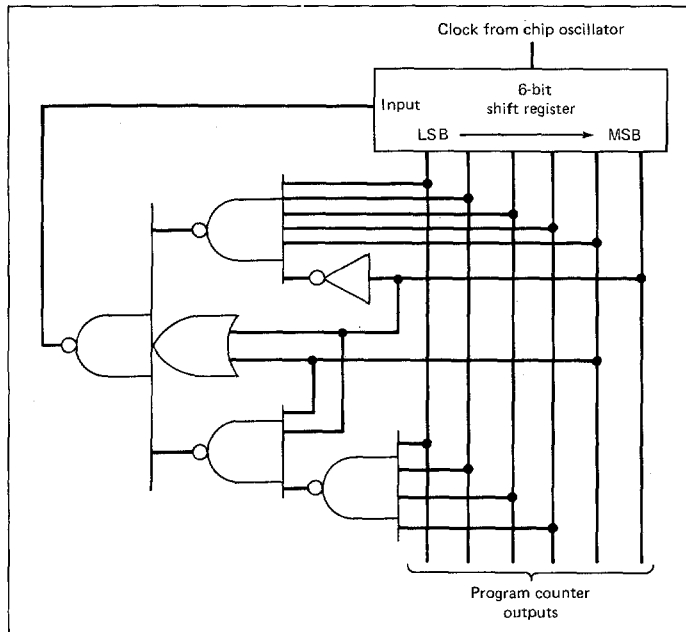 Clock from chip oscillator
6-bit
Input
shift register
LSB
MSB
Program counter
outputs